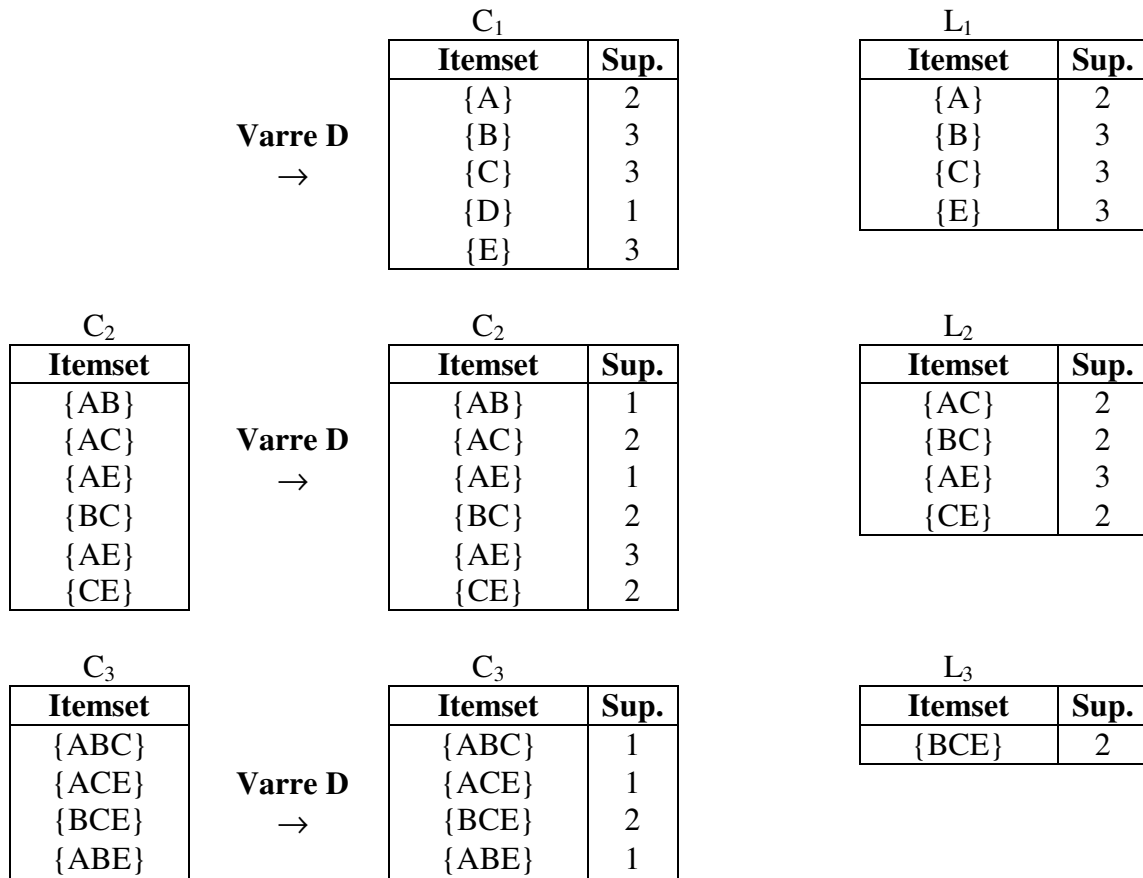 C₁ L₁
Itemset Sup. Itemset Sup.
{A} 2 {A} 2
Varre D {B} 3 {B} 3
→ {C} 3 {C} 3
{D} 1 {E} 3
{E} 3
C₂ C₂ L₂
Itemset Itemset Sup. Itemset Sup.
{AB} {AB} 1 {AC} 2
{AC} Varre D {AC} 2 {BC} 2
{AE} → {AE} 1 {AE} 3
{BC} {BC} 2 {CE} 2
{AE} {AE} 3
{CE} {CE} 2
C₃ C₃ L₃
Itemset Itemset Sup. Itemset Sup.
{ABC} {ABC} 1 {BCE} 2
{ACE} Varre D {ACE} 1
{BCE} → {BCE} 2
{ABE} {ABE} 1